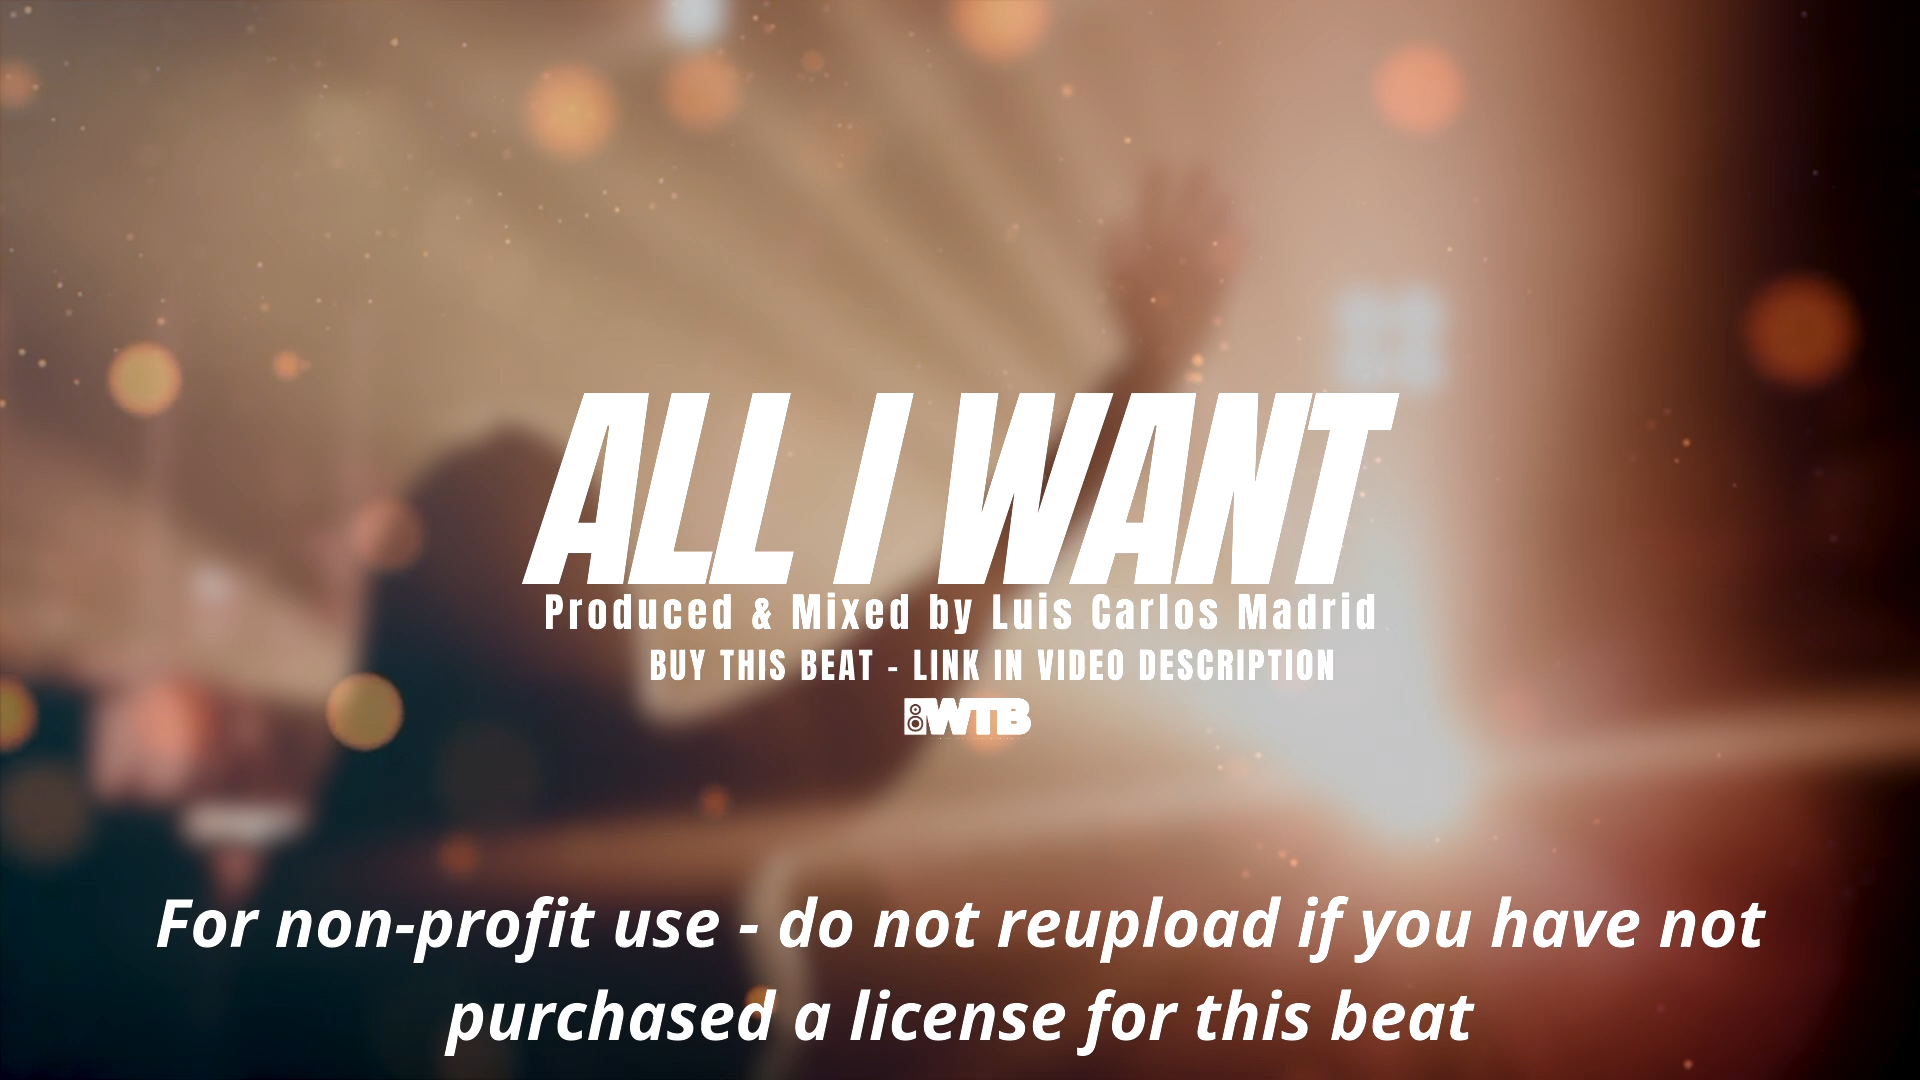 ALL I WANT
Produced & Mixed by Luis Carlos Madrid
BUY THIS BEAT - LINK IN VIDEO DESCRIPTION
WTB
For non-profit use - do not reupload if you have not
purchased a license for this beat